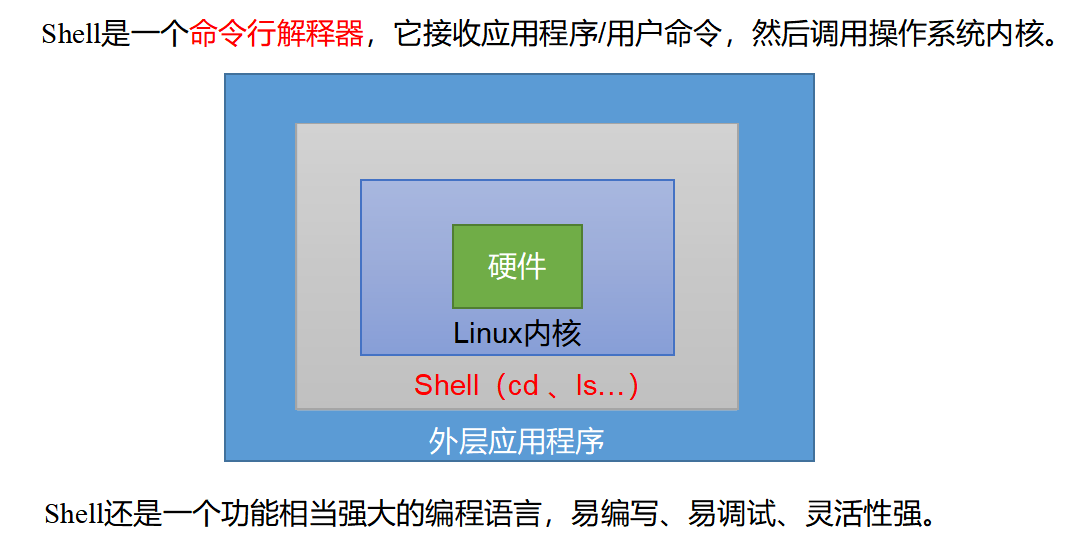 Shell是一个命令行解释器，它接收应用程序/用户命令，然后调用操作系统内核。
硬件
Linux内核
Shell（cd 、ls…）
外层应用程序
Shell还是一个功能相当强大的编程语言，易编写、易调试、灵活性强。